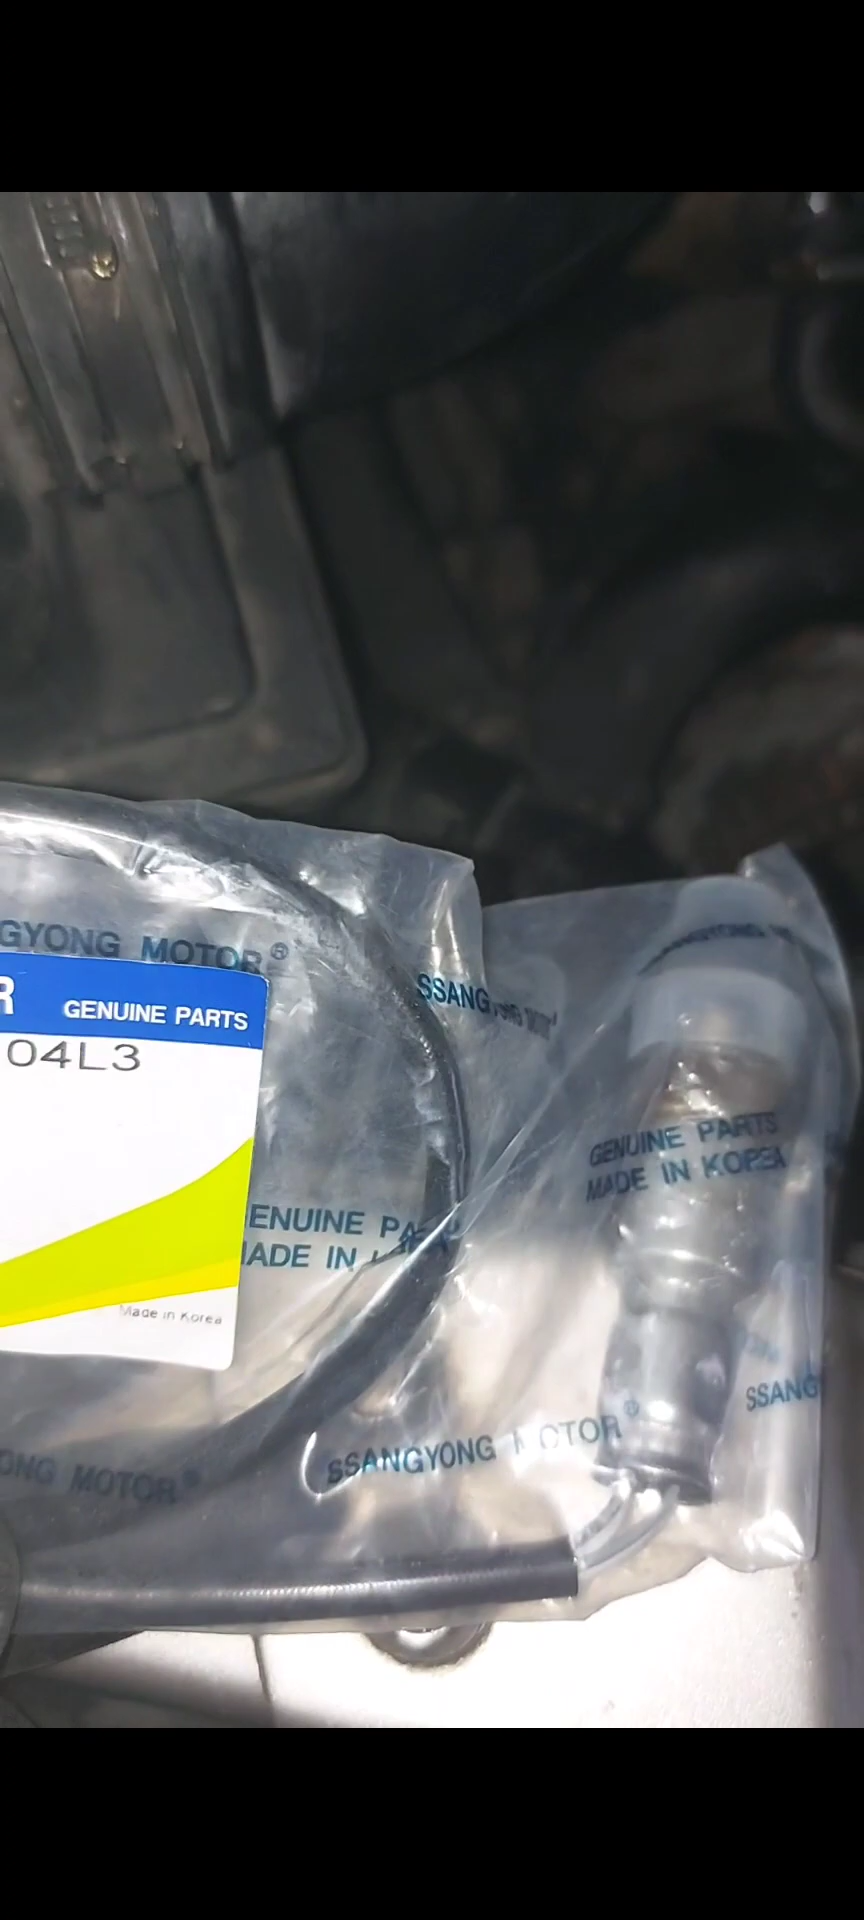 GYONG MOTOR®
SSANG
R GENUINE PARTS
04L3
GENUINE PARTS
MADE IN KOREA
ENUINE PA
ADE IN
Made in Korea
SSANG
SSANGYONG MOTOR®
ONG MOTOR®